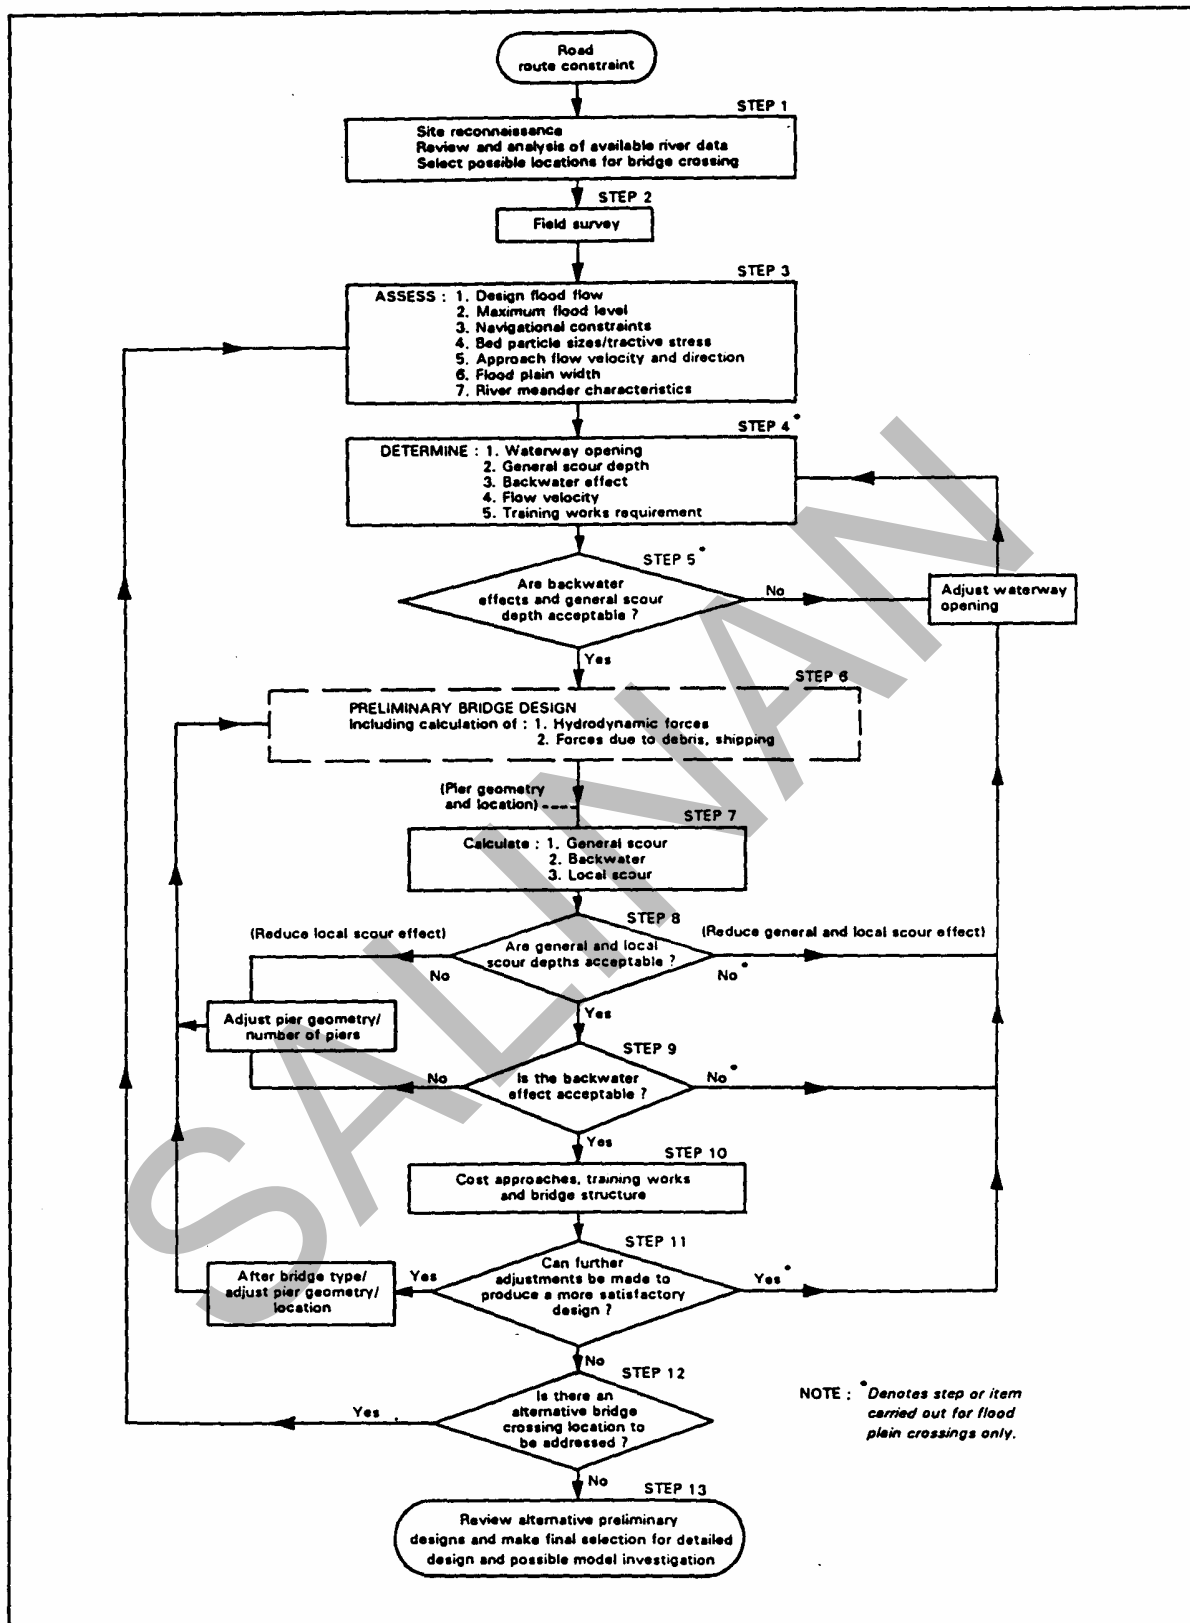 Road
route constraint
STEP 1
Site reconnaissance
Review and analysis of available river data
Select possible locations for bridge crossing
STEP 2
Field survey
STEP 3
ASSESS : 1. Design flood flow
2. Maximum flood level
3. Navigational constraints
4. Bed particle sizes/tractive stress
5. Approach flow velocity and direction
6. Flood plain width
7. River meander characteristics
STEP 4*
DETERMINE : 1. Waterway opening
2. General scour depth
3. Backwater effect
4. Flow velocity
5. Training works requirement
STEP 5*
Are backwater
effects and general scour
depth acceptable ?
No
Adjust waterway
opening
Yes
STEP 6
PRELIMINARY BRIDGE DESIGN
Including calculation of : 1. Hydrodynamic forces
2. Forces due to debris, shipping
(Pier geometry
and location)
STEP 7
Calculate : 1. General scour
2. Backwater
3. Local scour
STEP 8
(Reduce local scour effect)
(Reduce general and local scour effect)
Are general and local
scour depths acceptable ?
No
No*
Yes
Adjust pier geometry/
number of piers
STEP 9
No
Is the backwater
effect acceptable ?
No*
Yes
STEP 10
Cost approaches, training works
and bridge structure
STEP 11
Can further
adjustments be made to
produce a more satisfactory
design ?
Yes
Yes*
After bridge type/
adjust pier geometry/
location
No
STEP 12
Is there an
alternative bridge
crossing location to
be addressed ?
Yes
NOTE : *Denotes step or item
carried out for flood
plain crossings only.
No
STEP 13
Review alternative preliminary
designs and make final selection for detailed
design and possible model investigation
SALINAN